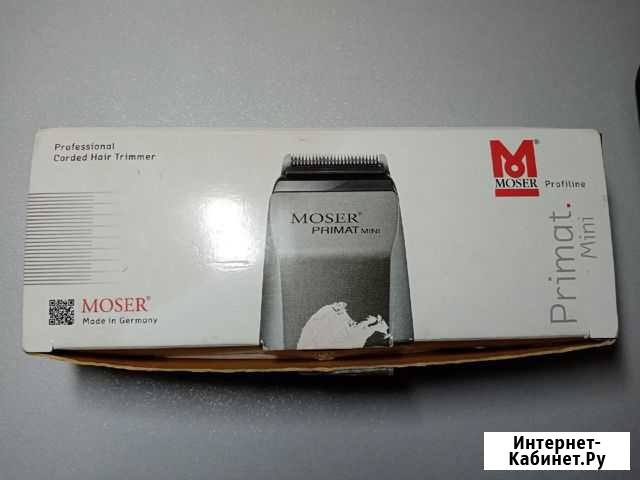 Professional
Corded Hair Trimmer
MOSER®
Made in Germany
MOSER®
PRIMAT MINI
MOSER
®
Profiline
Primat.
Mini
Интернет-
Кабинет.Ру